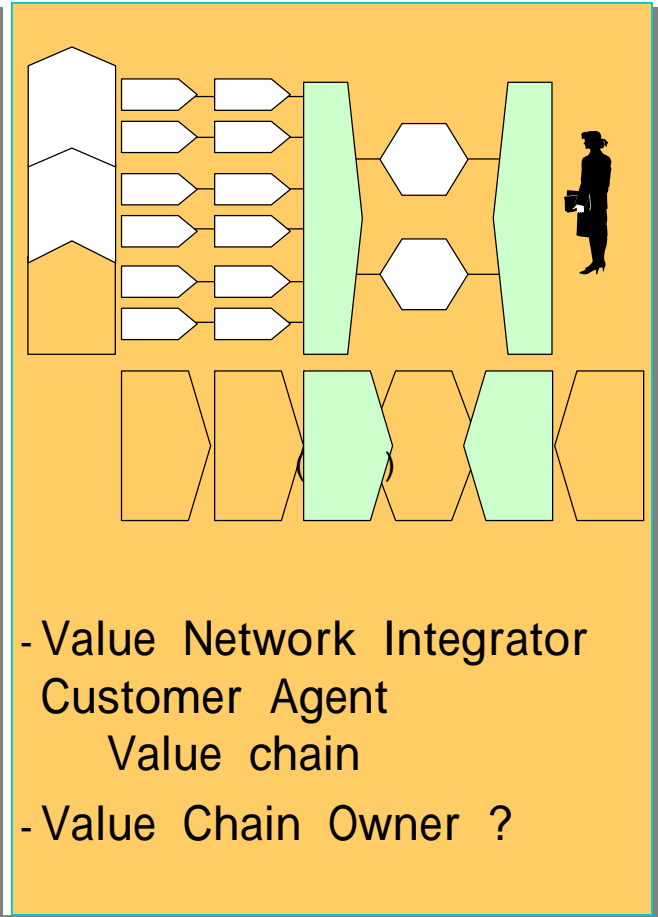 ( )
- Value Network Integrator
Customer Agent
Value chain
- Value Chain Owner ?